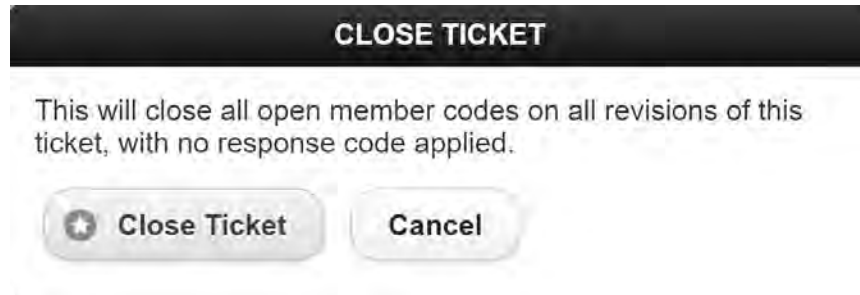 CLOSE TICKET
This will close all open member codes on all revisions of this
ticket, with no response code applied.
Close Ticket
Cancel